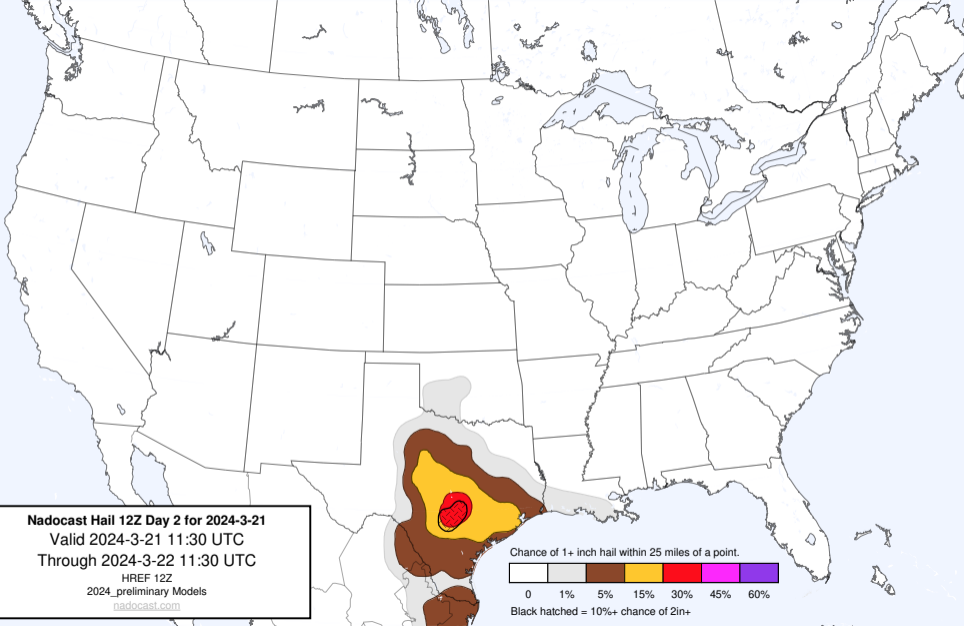 Nadocast Hail 12Z Day 2 for 2024-3-21
Valid 2024-3-21 11:30 UTC
Through 2024-3-22 11:30 UTC
HREF 12Z
2024_preliminary Models
nadocast.com
Chance of 1+ inch hail within 25 miles of a point.
0 1% 5% 15% 30% 45% 60%
Black hatched = 10%+ chance of 2in+